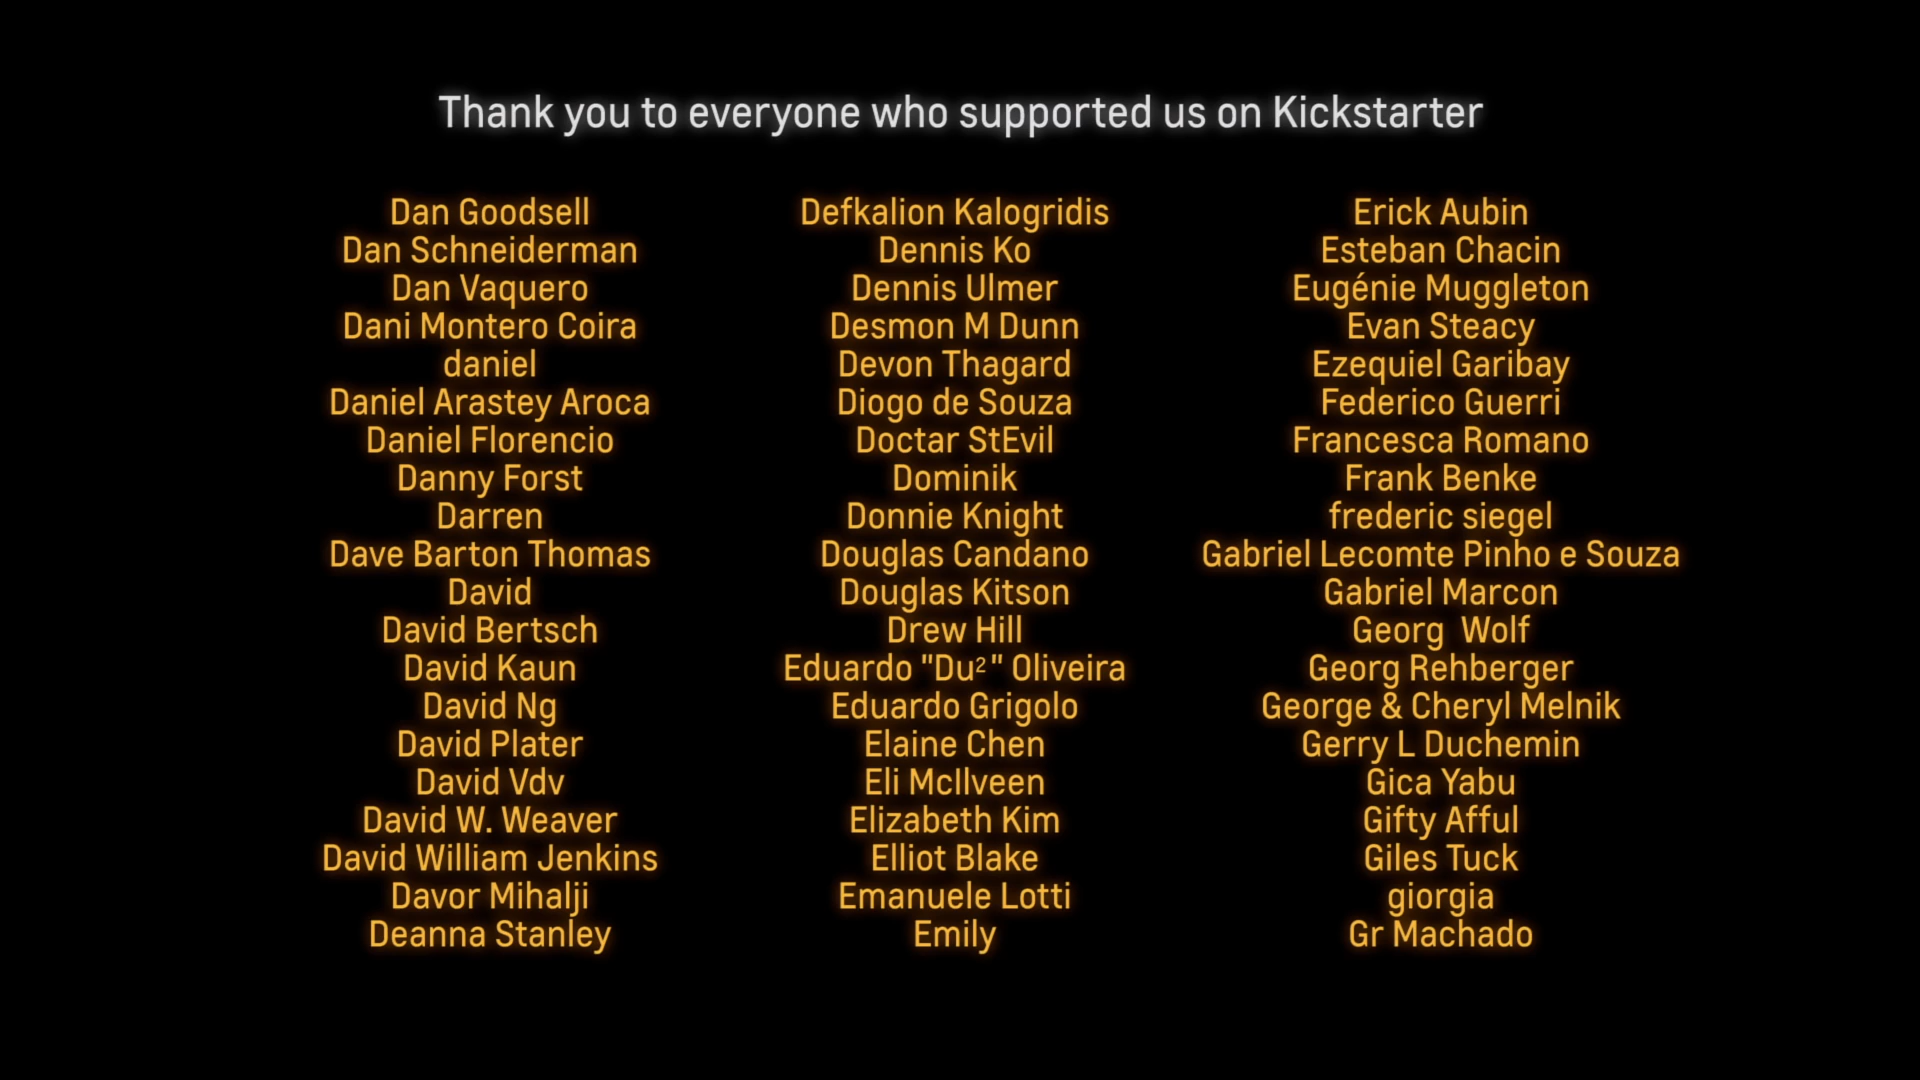 Thank you to everyone who supported us on Kickstarter
Dan Goodsell
Dan Schneiderman
Dan Vaquero
Dani Montero Coira
daniel
Daniel Arastey Aroca
Daniel Florencio
Danny Forst
Darren
Dave Barton Thomas
David
David Bertsch
David Kaun
David Ng
David Plater
David Vdv
David W. Weaver
David William Jenkins
Davor Mihalji
Deanna Stanley
Defkalion Kalogridis
Dennis Ko
Dennis Ulmer
Desmon M Dunn
Devon Thagard
Diogo de Souza
Doctar StEvil
Dominik
Donnie Knight
Douglas Candano
Douglas Kitson
Drew Hill
Eduardo "Du²" Oliveira
Eduardo Grigolo
Elaine Chen
Eli McIlveen
Elizabeth Kim
Elliot Blake
Emanuele Lotti
Emily
Erick Aubin
Esteban Chacin
Eugénie Muggleton
Evan Steacy
Ezequiel Garibay
Federico Guerri
Francesca Romano
Frank Benke
frederic siegel
Gabriel Lecomte Pinho e Souza
Gabriel Marcon
Georg  Wolf
Georg Rehberger
George & Cheryl Melnik
Gerry L Duchemin
Gica Yabu
Gifty Afful
Giles Tuck
giorgia
Gr Machado